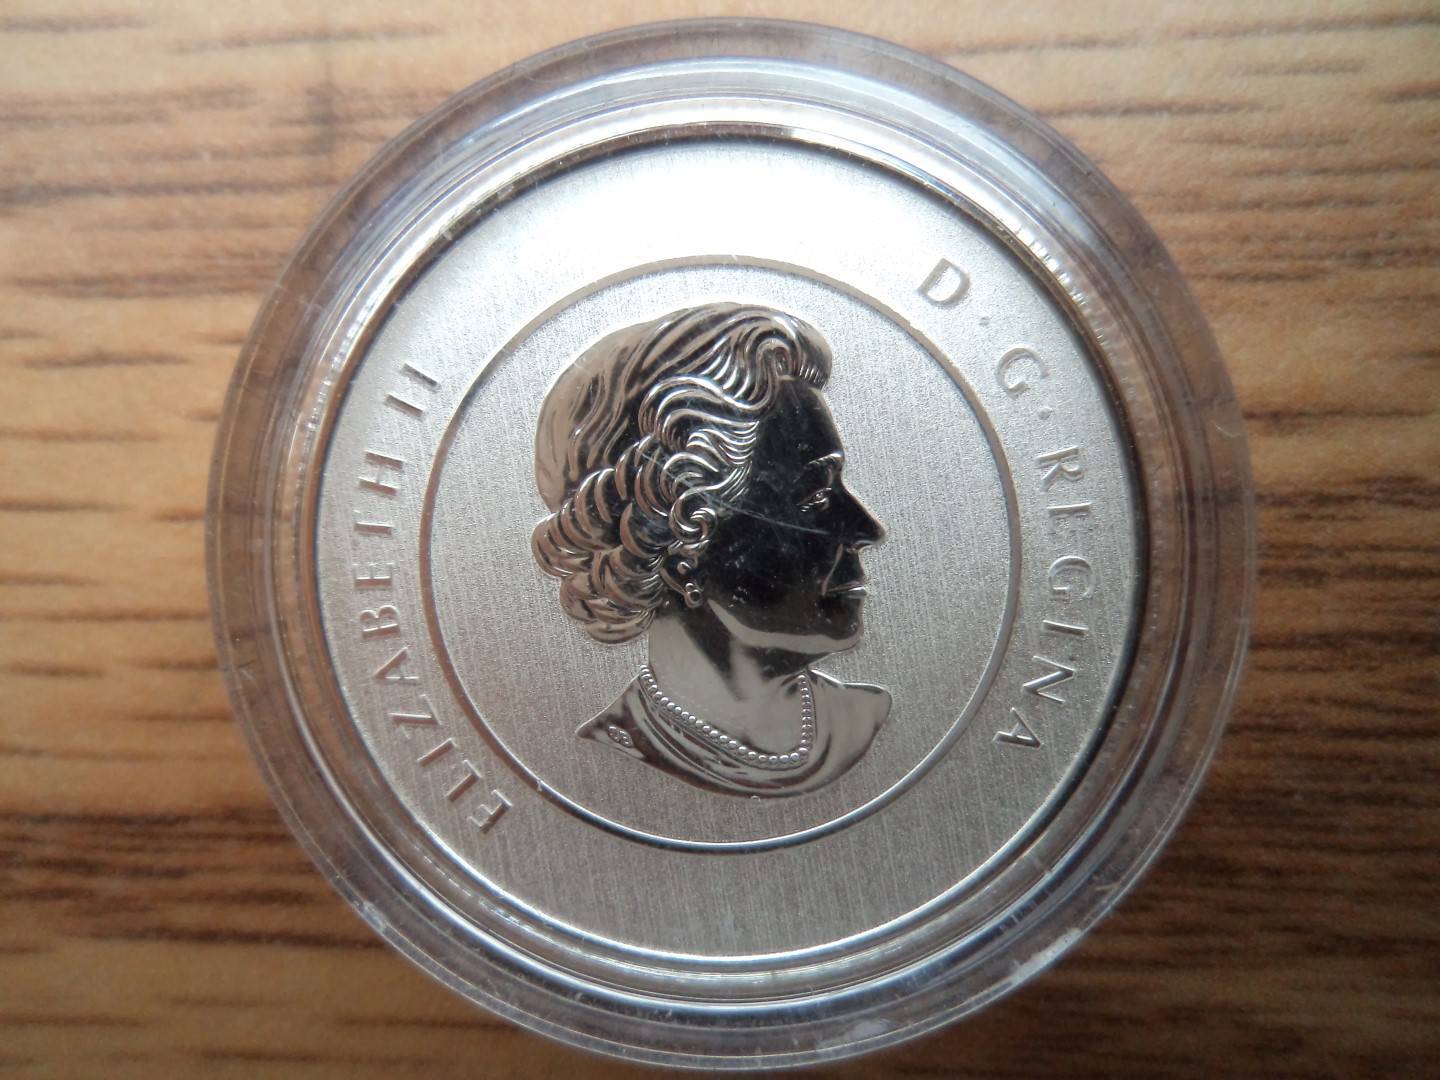 ELIZABETH II
D · G · REGINA